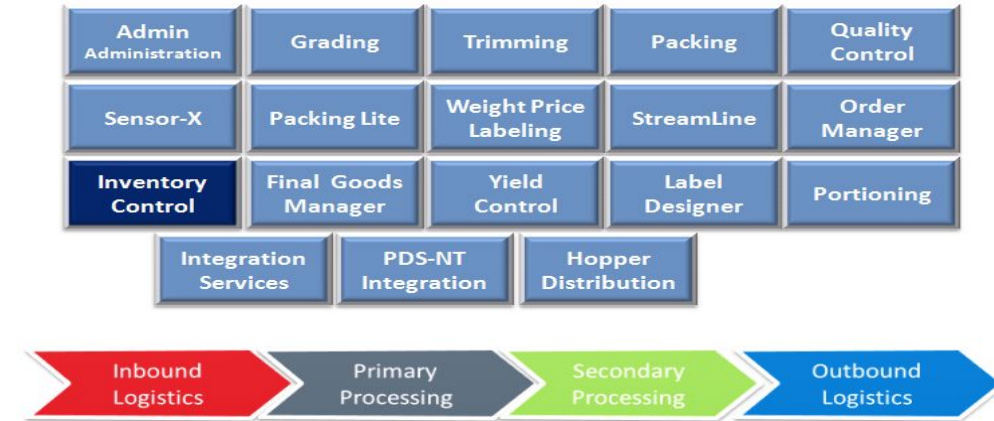 Admin
Administration
Grading
Trimming
Packing
Quality
Control
Sensor-X
Packing Lite
Weight Price
Labeling
StreamLine
Order
Manager
Inventory
Control
Final Goods
Manager
Yield
Control
Label
Designer
Portioning
Integration
Services
PDS-NT
Integration
Hopper
Distribution
Inbound
Logistics
Primary
Processing
Secondary
Processing
Outbound
Logistics